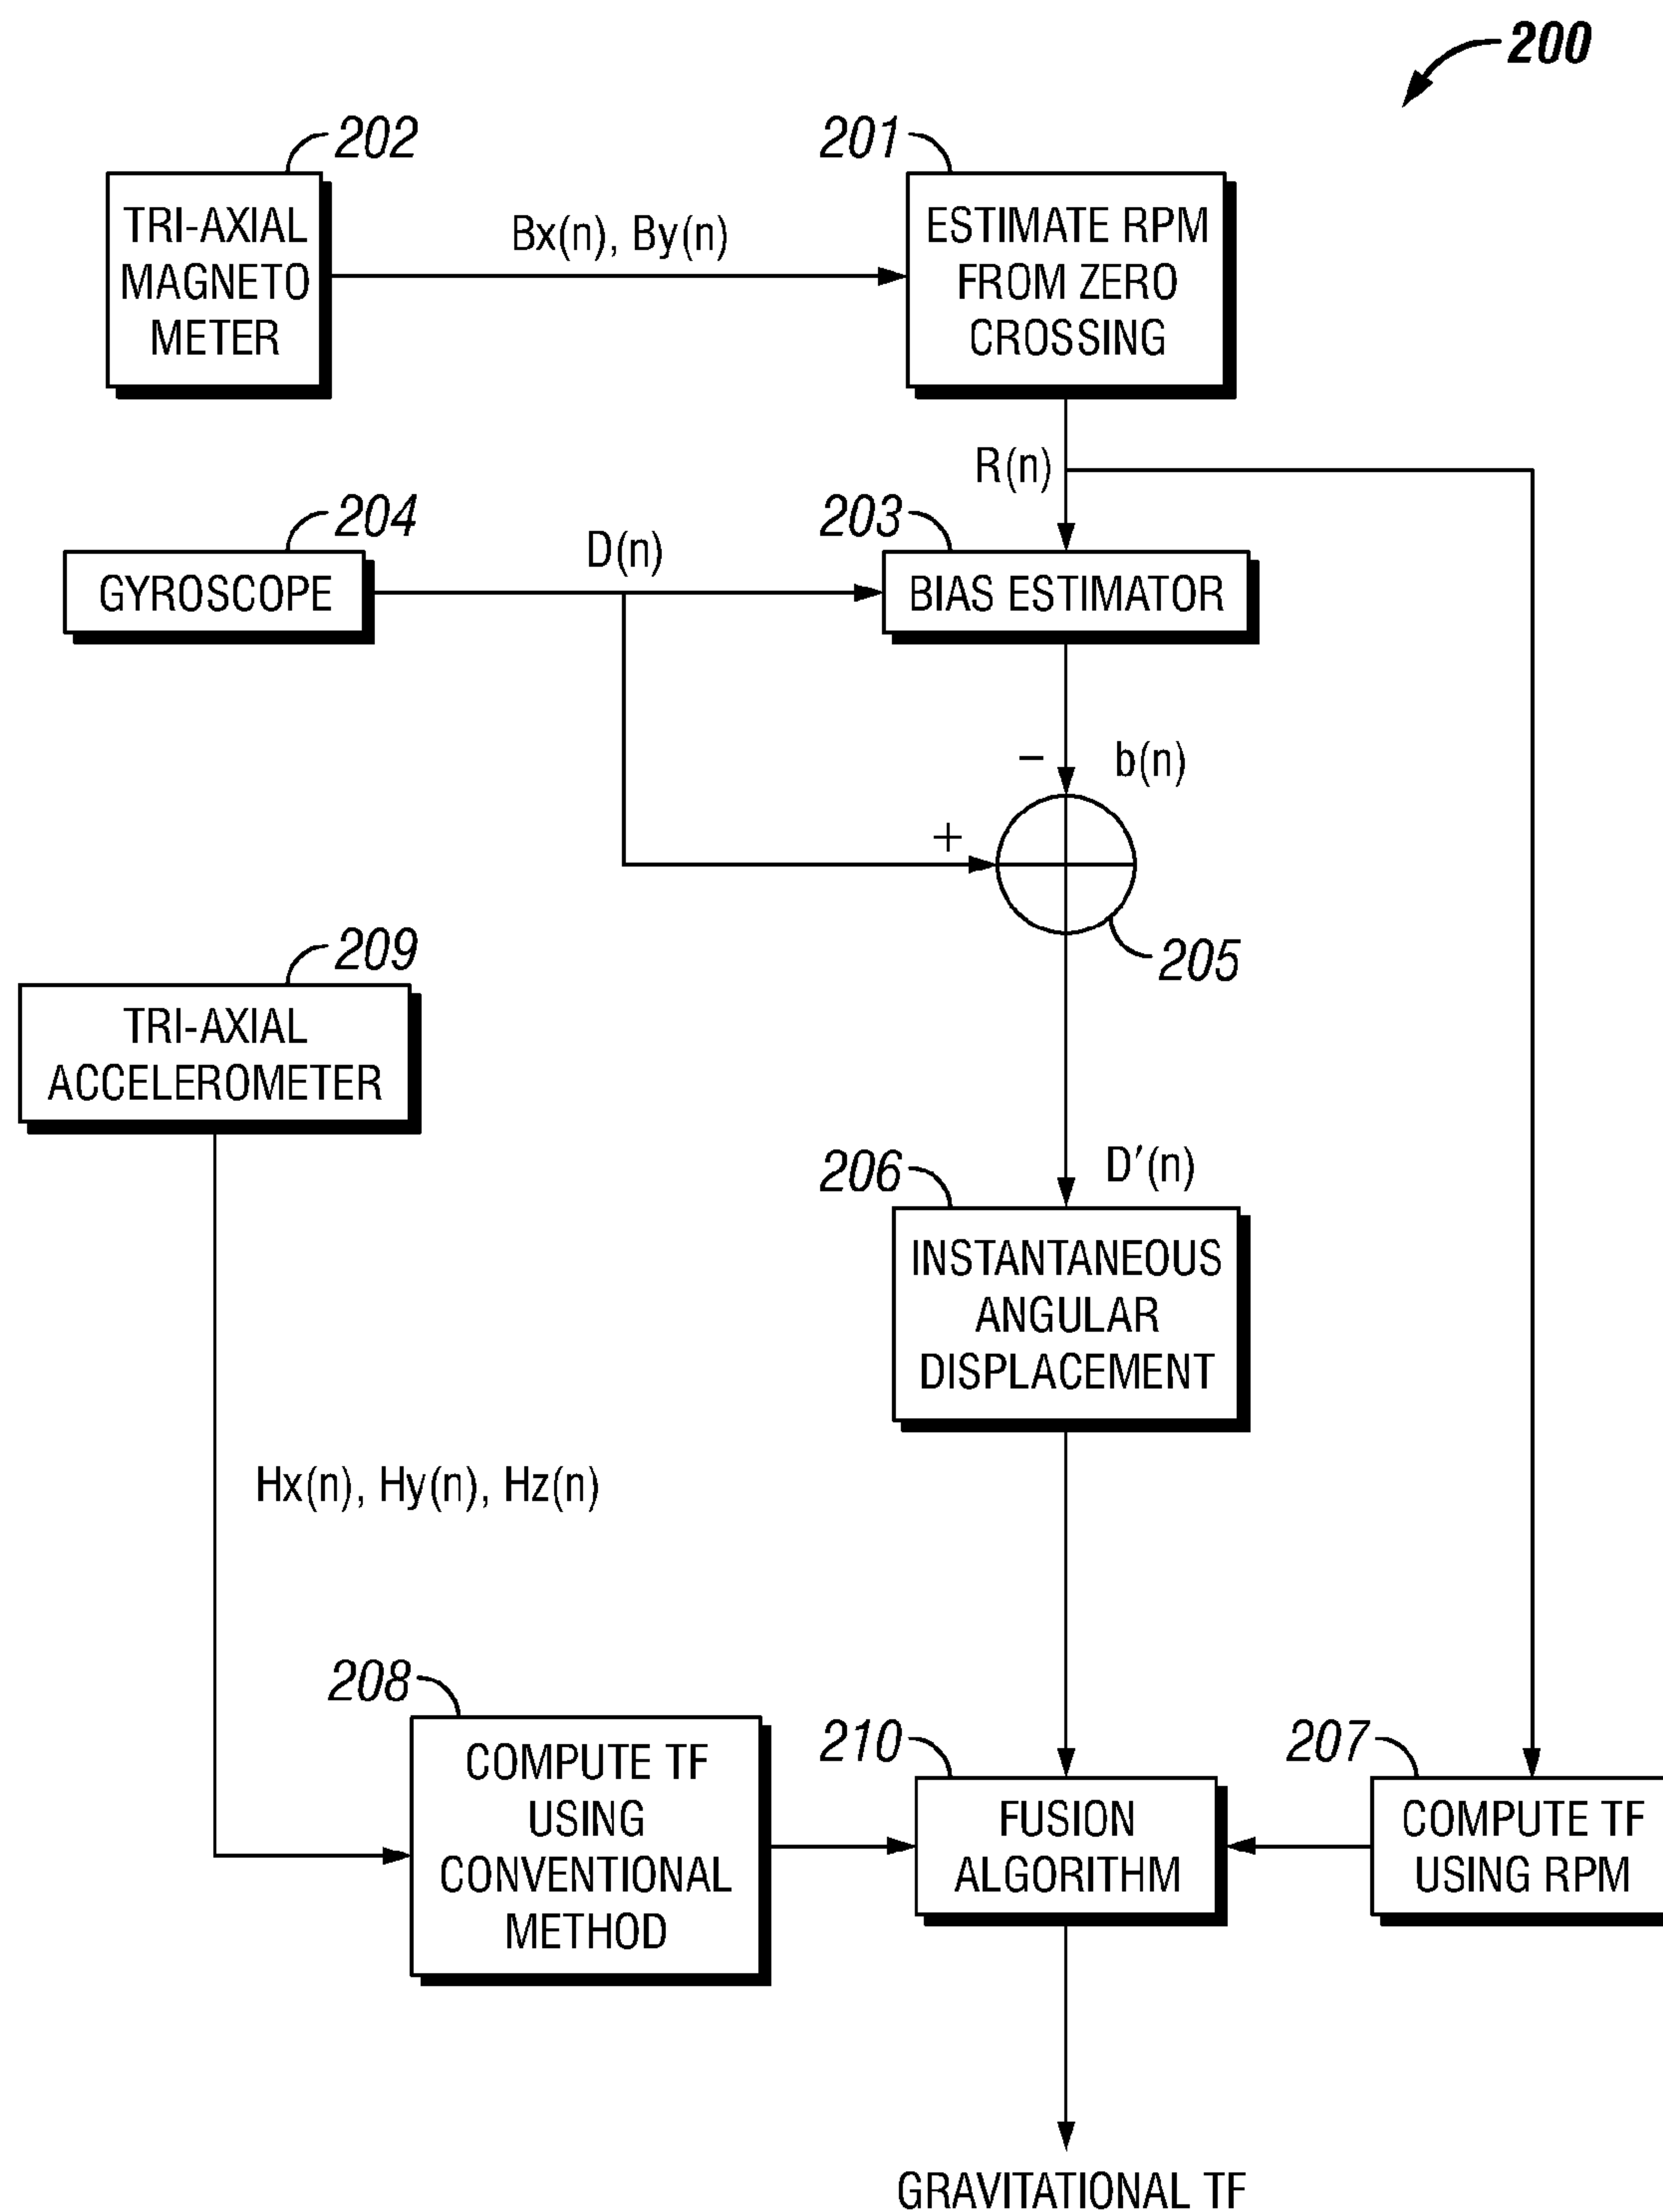 200
202
201
TRI-AXIAL
MAGNETO
METER
Bx(n), By(n)
ESTIMATE RPM
FROM ZERO
CROSSING
R(n)
204
203
GYROSCOPE
D(n)
BIAS ESTIMATOR
− b(n)
+
205
209
TRI-AXIAL
ACCELEROMETER
206
D′(n)
INSTANTANEOUS
ANGULAR
DISPLACEMENT
Hx(n), Hy(n), Hz(n)
208
COMPUTE TF
USING
CONVENTIONAL
METHOD
210
FUSION
ALGORITHM
207
COMPUTE TF
USING RPM
GRAVITATIONAL TF